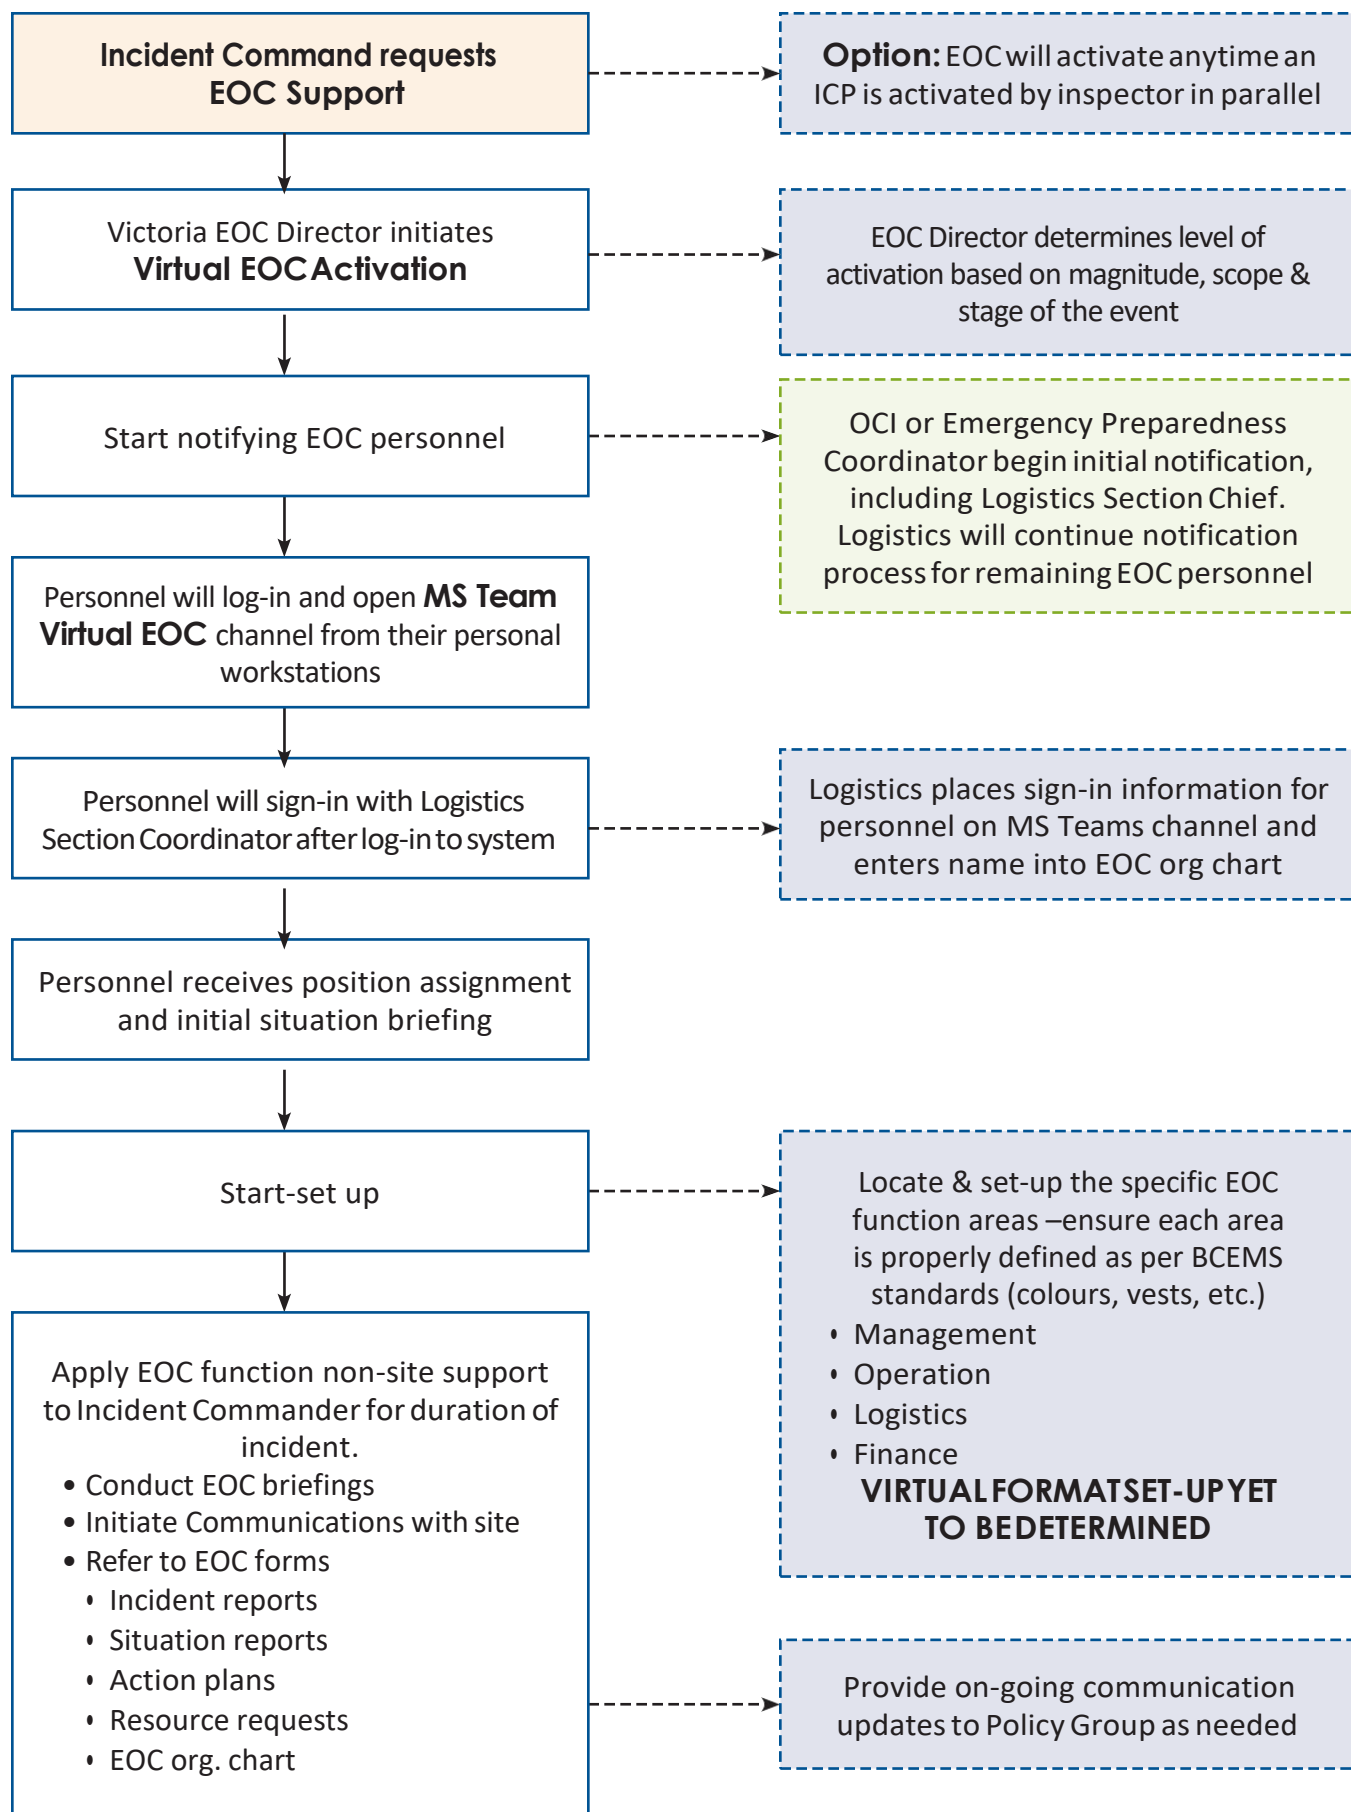 Incident Command requests
EOC Support
Option: EOC will activate anytime an
ICP is activated by inspector in parallel
Victoria EOC Director initiates
Virtual EOC Activation
EOC Director determines level of
activation based on magnitude, scope &
stage of the event
Start notifying EOC personnel
OCI or Emergency Preparedness
Coordinator begin initial notification,
including Logistics Section Chief.
Logistics will continue notification
process for remaining EOC personnel
Personnel will log-in and open MS Team
Virtual EOC channel from their personal
workstations
Personnel will sign-in with Logistics
Section Coordinator after log-in to system
Logistics places sign-in information for
personnel on MS Teams channel and
enters name into EOC org chart
Personnel receives position assignment
and initial situation briefing
Start-set up
Locate & set-up the specific EOC
function areas –ensure each area
is properly defined as per BCEMS
standards (colours, vests, etc.)
• Management
• Operation
• Logistics
• Finance
VIRTUAL FORMAT SET-UP YET
TO BE DETERMINED
Apply EOC function non-site support
to Incident Commander for duration of
incident.
• Conduct EOC briefings
• Initiate Communications with site
• Refer to EOC forms
• Incident reports
• Situation reports
• Action plans
• Resource requests
• EOC org. chart
Provide on-going communication
updates to Policy Group as needed